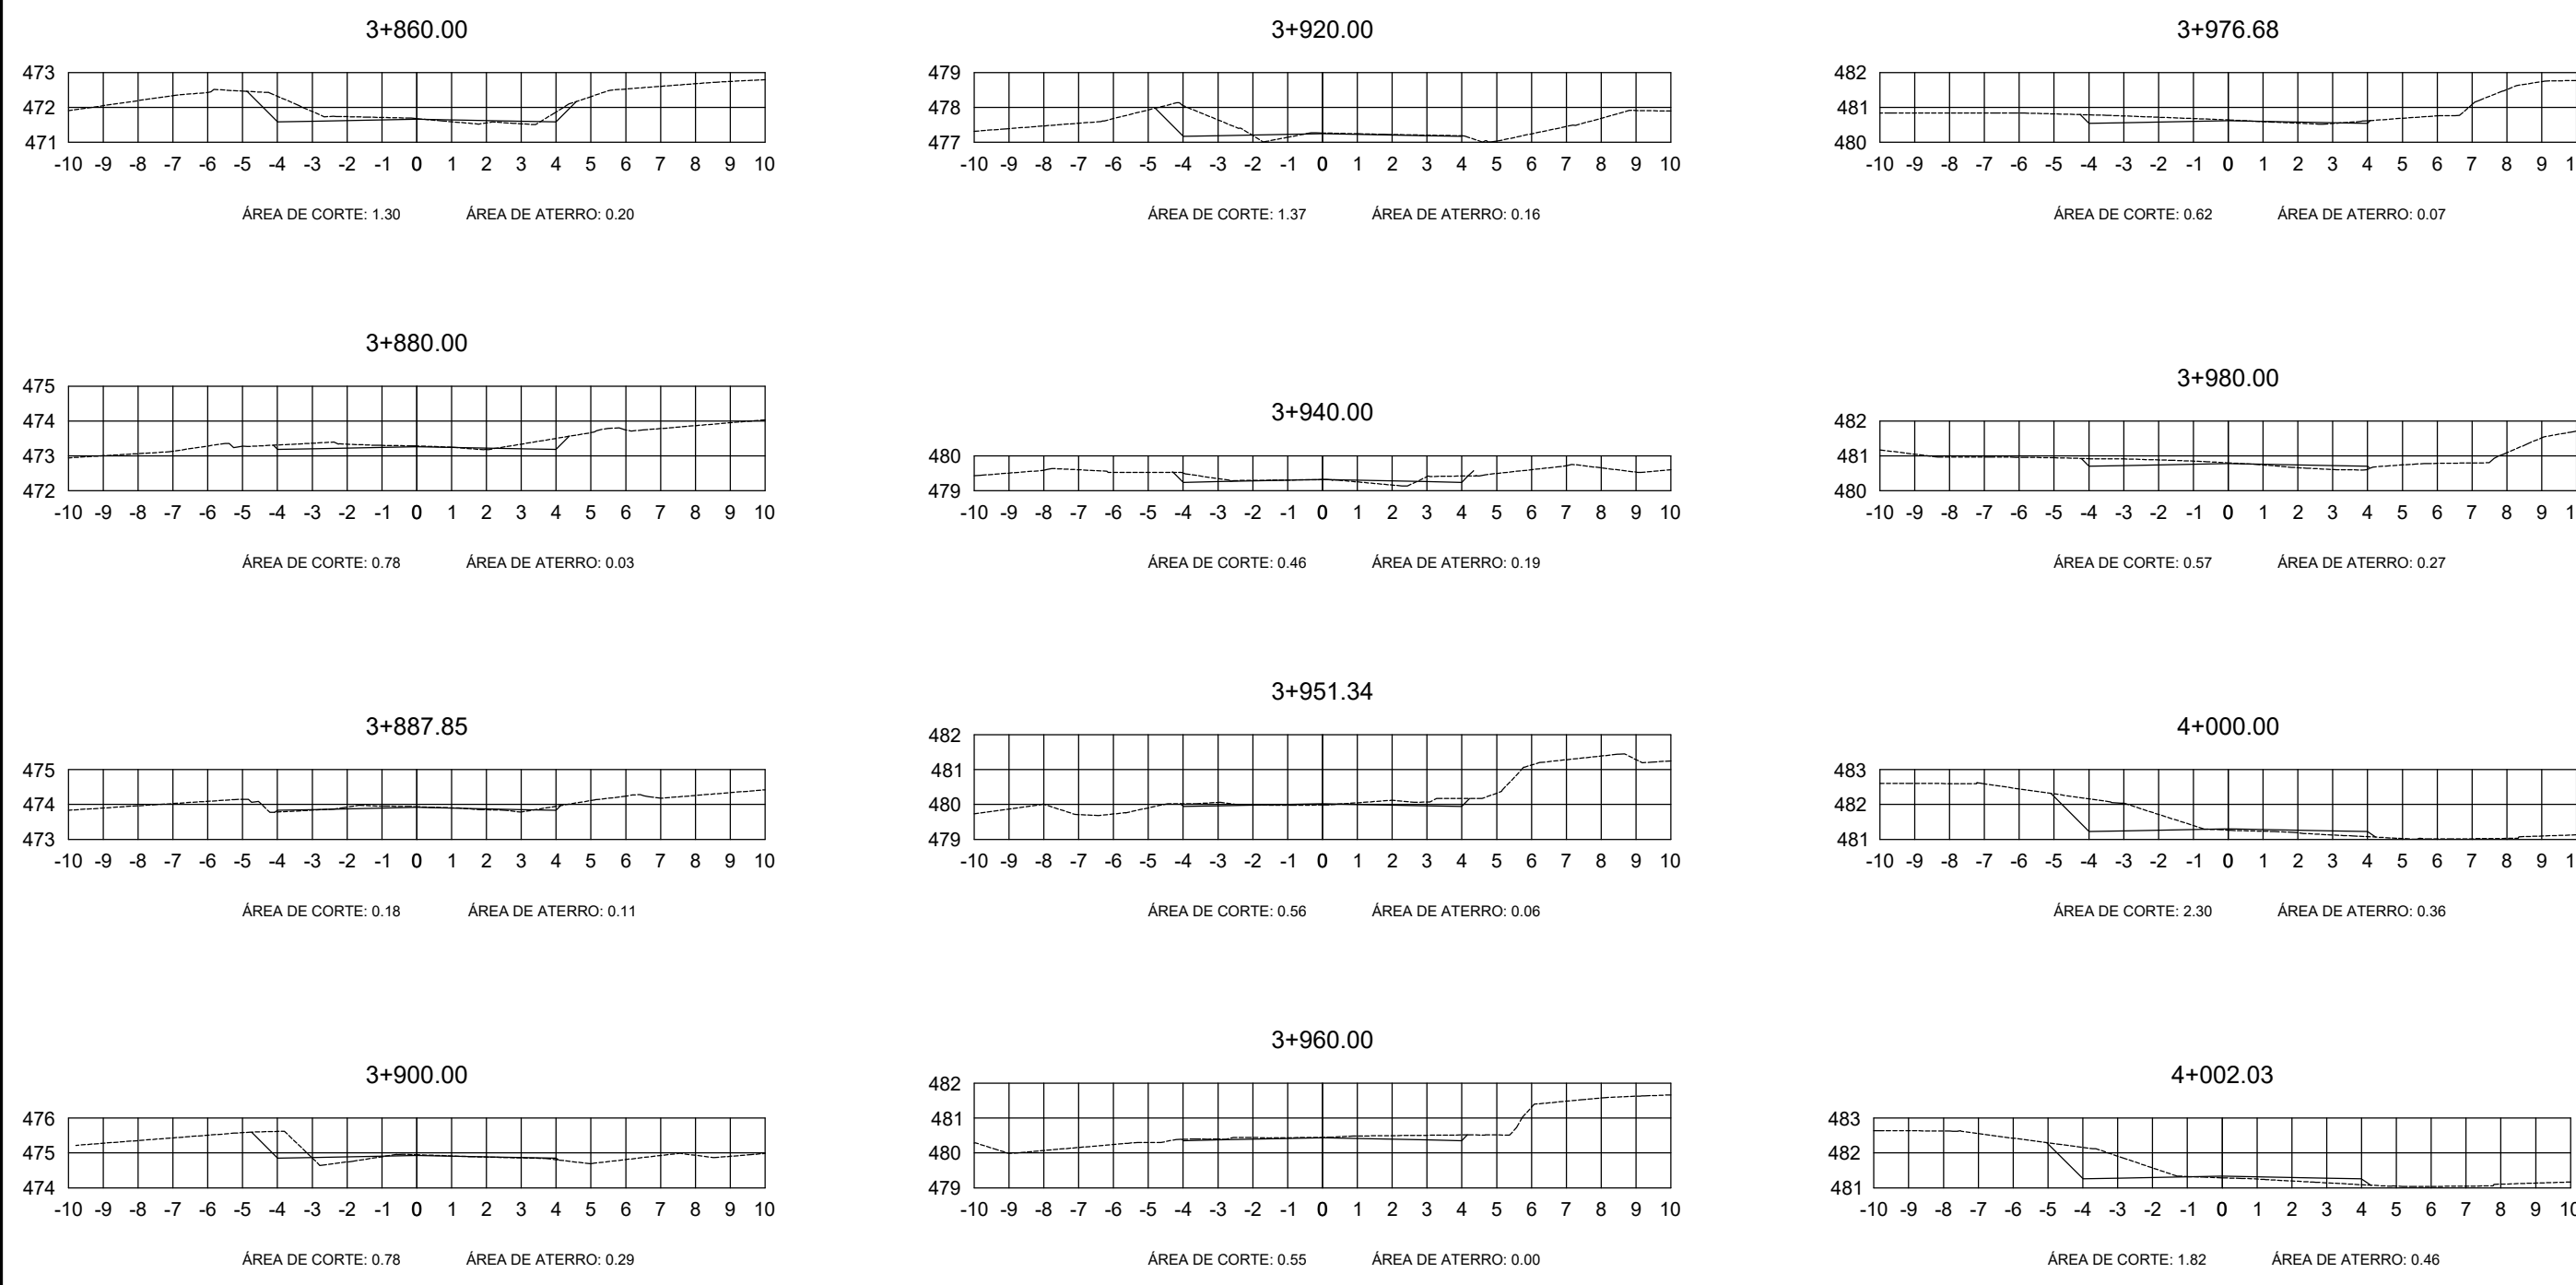 3+860.00
473
472
471
-10 -9 -8 -7 -6 -5 -4 -3 -2 -1 0 1 2 3 4 5 6 7 8 9 10
ÁREA DE CORTE: 1.30 ÁREA DE ATERRO: 0.20
3+880.00
475
474
473
472
-10 -9 -8 -7 -6 -5 -4 -3 -2 -1 0 1 2 3 4 5 6 7 8 9 10
ÁREA DE CORTE: 0.78 ÁREA DE ATERRO: 0.03
3+887.85
475
474
473
-10 -9 -8 -7 -6 -5 -4 -3 -2 -1 0 1 2 3 4 5 6 7 8 9 10
ÁREA DE CORTE: 0.18 ÁREA DE ATERRO: 0.11
3+900.00
476
475
474
-10 -9 -8 -7 -6 -5 -4 -3 -2 -1 0 1 2 3 4 5 6 7 8 9 10
ÁREA DE CORTE: 0.78 ÁREA DE ATERRO: 0.29
3+920.00
479
478
477
-10 -9 -8 -7 -6 -5 -4 -3 -2 -1 0 1 2 3 4 5 6 7 8 9 10
ÁREA DE CORTE: 1.37 ÁREA DE ATERRO: 0.16
3+940.00
480
479
-10 -9 -8 -7 -6 -5 -4 -3 -2 -1 0 1 2 3 4 5 6 7 8 9 10
ÁREA DE CORTE: 0.46 ÁREA DE ATERRO: 0.19
3+951.34
482
481
480
479
-10 -9 -8 -7 -6 -5 -4 -3 -2 -1 0 1 2 3 4 5 6 7 8 9 10
ÁREA DE CORTE: 0.56 ÁREA DE ATERRO: 0.06
3+960.00
482
481
480
479
-10 -9 -8 -7 -6 -5 -4 -3 -2 -1 0 1 2 3 4 5 6 7 8 9 10
ÁREA DE CORTE: 0.55 ÁREA DE ATERRO: 0.00
3+976.68
482
481
480
-10 -9 -8 -7 -6 -5 -4 -3 -2 -1 0 1 2 3 4 5 6 7 8 9 1
ÁREA DE CORTE: 0.62 ÁREA DE ATERRO: 0.07
3+980.00
482
481
480
-10 -9 -8 -7 -6 -5 -4 -3 -2 -1 0 1 2 3 4 5 6 7 8 9 1
ÁREA DE CORTE: 0.57 ÁREA DE ATERRO: 0.27
4+000.00
483
482
481
-10 -9 -8 -7 -6 -5 -4 -3 -2 -1 0 1 2 3 4 5 6 7 8 9 1
ÁREA DE CORTE: 2.30 ÁREA DE ATERRO: 0.36
4+002.03
483
482
481
-10 -9 -8 -7 -6 -5 -4 -3 -2 -1 0 1 2 3 4 5 6 7 8 9 10
ÁREA DE CORTE: 1.82 ÁREA DE ATERRO: 0.46